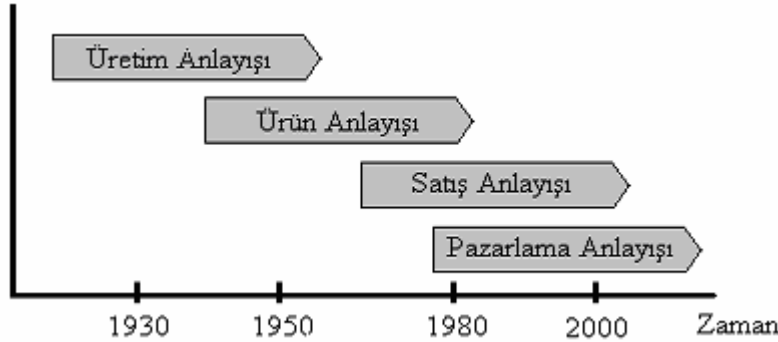 Üretim Anlayışı
Ürün Anlayışı
Satış Anlayışı
Pazarlama Anlayışı
1930 1950 1980 2000 Zaman